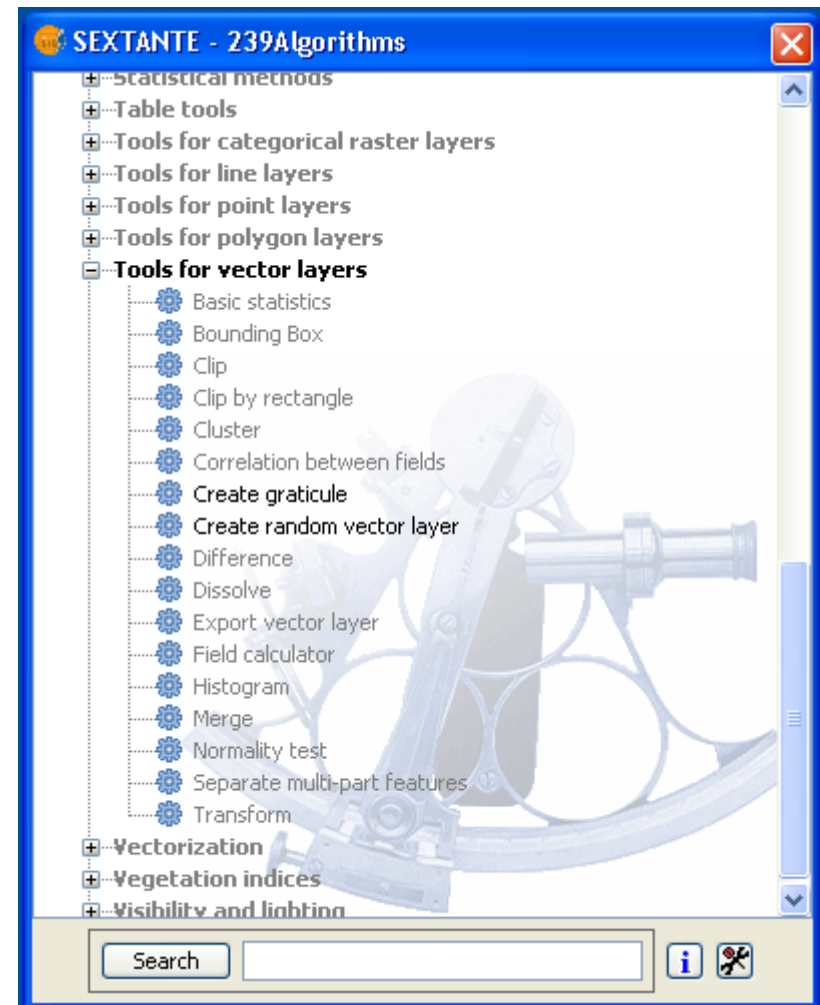 SEXTANTE - 239Algorithms
Statistical methods
Table tools
Tools for categorical raster layers
Tools for line layers
Tools for point layers
Tools for polygon layers
Tools for vector layers
Basic statistics
Bounding Box
Clip
Clip by rectangle
Cluster
Correlation between fields
Create graticule
Create random vector layer
Difference
Dissolve
Export vector layer
Field calculator
Histogram
Merge
Normality test
Separate multi-part features
Transform
Vectorization
Vegetation indices
Visibility and lighting
Search
i